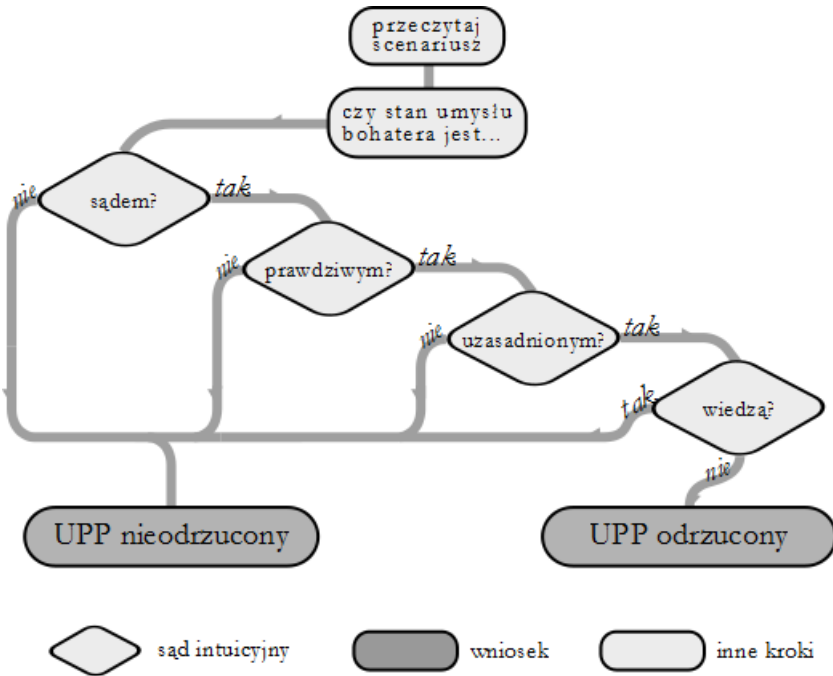 przeczytaj
scenariusz
czy stan umysłu
bohatera jest...
nie
sądem?
tak
nie
prawdziwym?
tak
nie
uzasadnionym?
tak
tak
wiedzą?
nie
UPP nieodrzucony
UPP odrzucony
sąd intuicyjny
wniosek
inne kroki